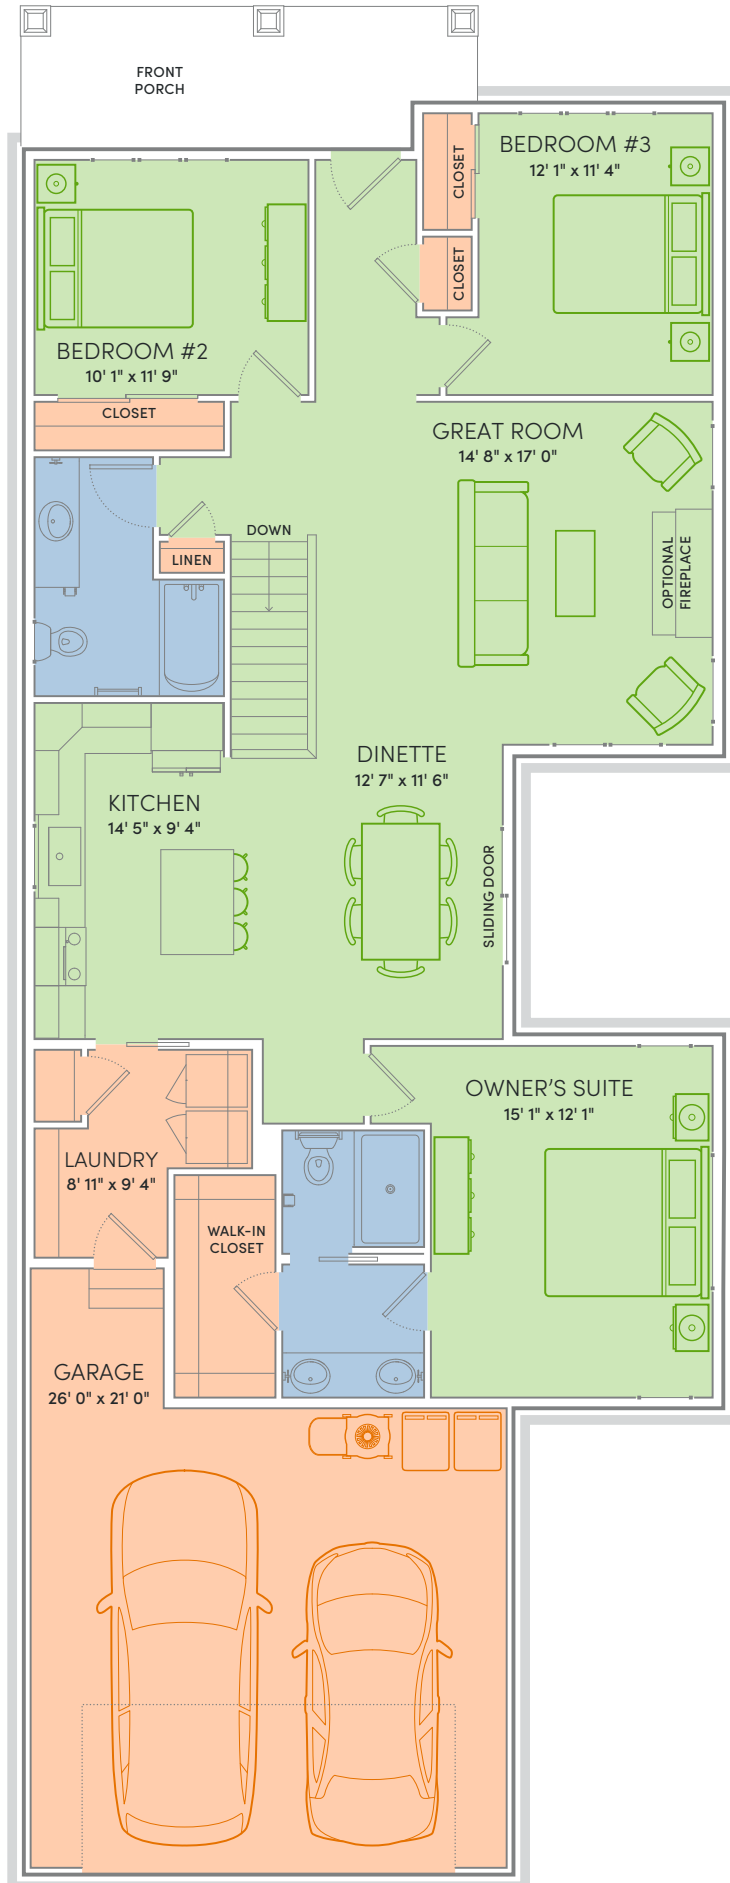 FRONT
PORCH
CLOSET
BEDROOM #3
12' 1" x 11' 4"
CLOSET
BEDROOM #2
10' 1" x 11' 9"
CLOSET
GREAT ROOM
14' 8" x 17' 0"
DOWN
LINEN
OPTIONAL
FIREPLACE
DINETTE
12' 7" x 11' 6"
KITCHEN
14' 5" x 9' 4"
SLIDING DOOR
OWNER'S SUITE
15' 1" x 12' 1"
LAUNDRY
8' 11" x 9' 4"
WALK-IN
CLOSET
GARAGE
26' 0" x 21' 0"